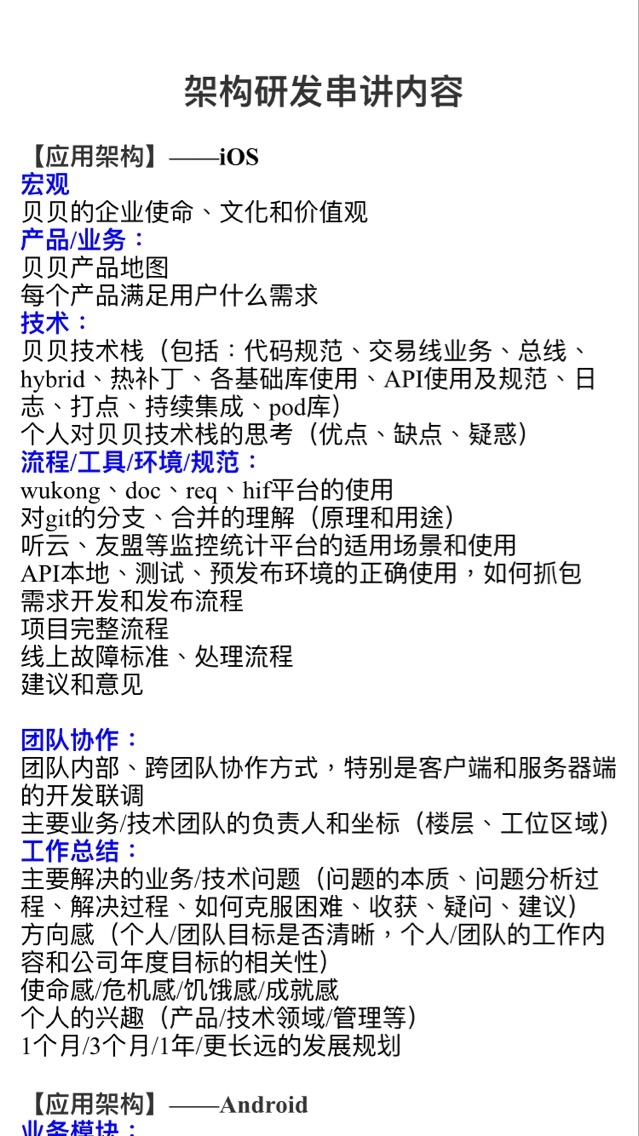 架构研发串讲内容
【应用架构】——iOS
宏观
贝贝的企业使命、文化和价值观
产品/业务：
贝贝产品地图
每个产品满足用户什么需求
技术：
贝贝技术栈（包括：代码规范、交易线业务、总线、
hybrid、热补丁、各基础库使用、API使用及规范、日
志、打点、持续集成、pod库）
个人对贝贝技术栈的思考（优点、缺点、疑惑）
流程/工具/环境/规范：
wukong、doc、req、hif平台的使用
对git的分支、合并的理解（原理和用途）
听云、友盟等监控统计平台的适用场景和使用
API本地、测试、预发布环境的正确使用，如何抓包
需求开发和发布流程
项目完整流程
线上故障标准、处理流程
建议和意见
团队协作：
团队内部、跨团队协作方式，特别是客户端和服务器端
的开发联调
主要业务/技术团队的负责人和坐标（楼层、工位区域）
工作总结：
主要解决的业务/技术问题（问题的本质、问题分析过
程、解决过程、如何克服困难、收获、疑问、建议）
方向感（个人/团队目标是否清晰，个人/团队的工作内
容和公司年度目标的相关性）
使命感/危机感/饥饿感/成就感
个人的兴趣（产品/技术领域/管理等）
1个月/3个月/1年/更长远的发展规划
【应用架构】——Android
业务模块：